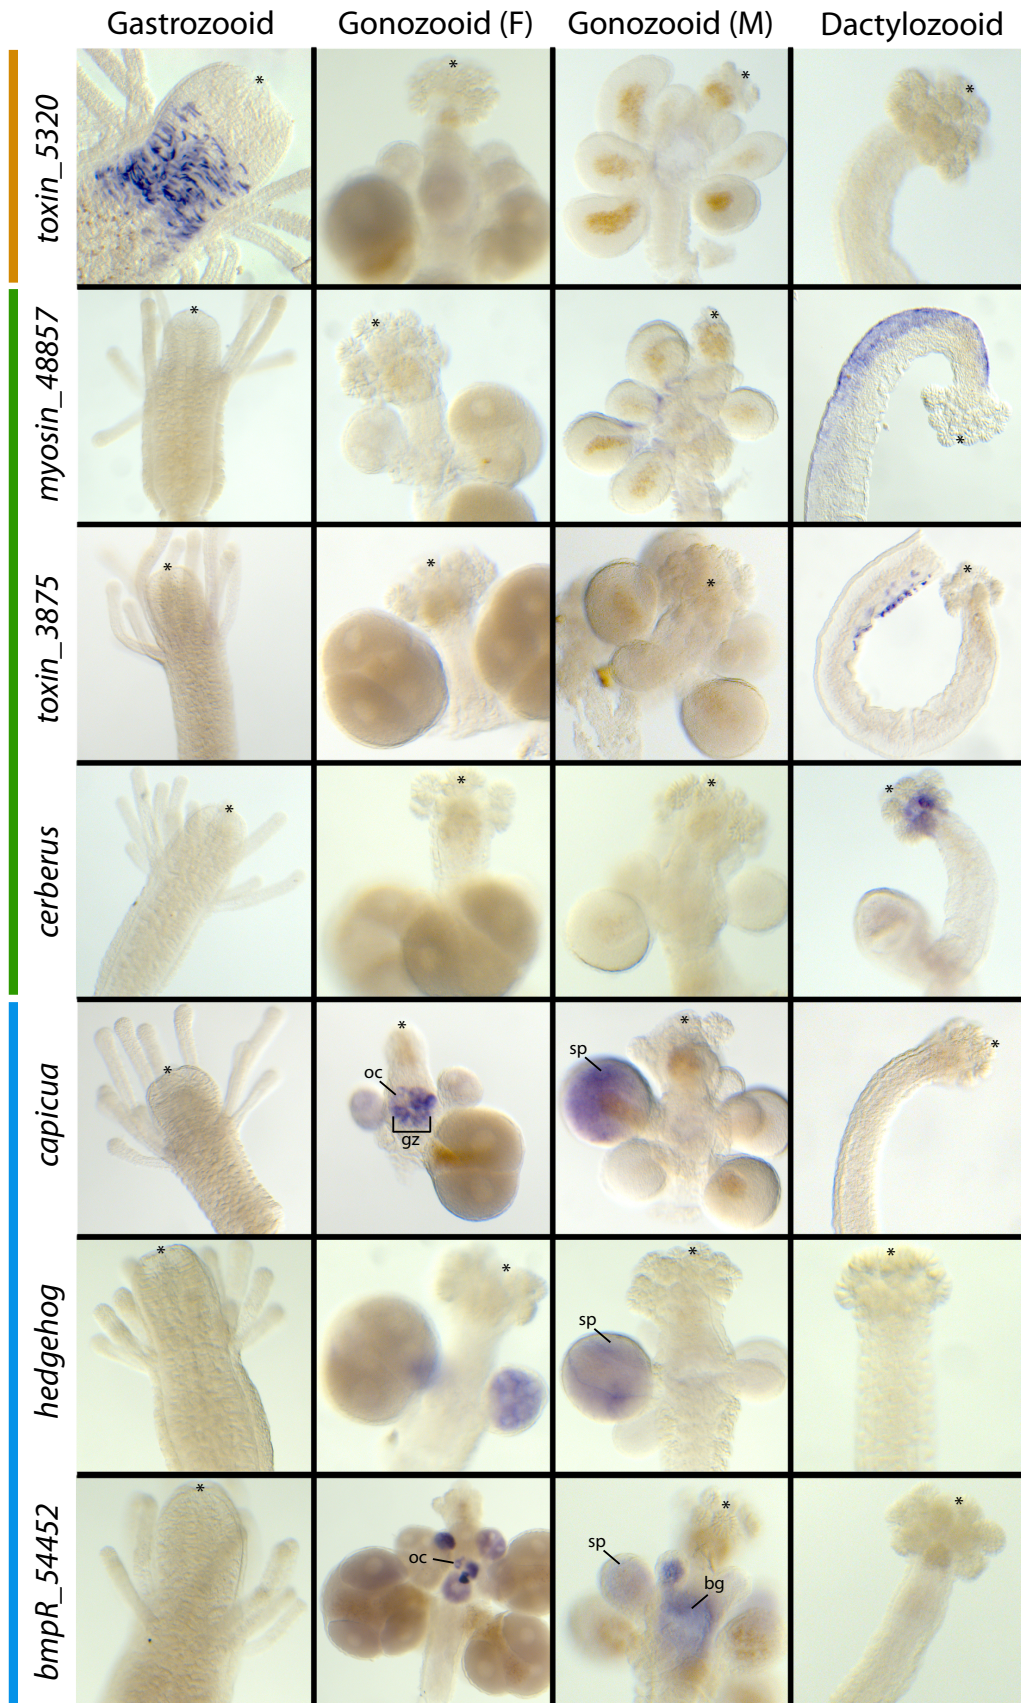 Gastrozooid Gonozooid (F) Gonozooid (M) Dactylozooid
toxin_5320
* * * *
myosin_48857
* * * *
toxin_3875
* * * *
cerberus
* * * *
capicua
* * * *
oc
gz
sp
hedgehog
* * * *
sp
bmpR_54452
* * *
oc
sp
bg